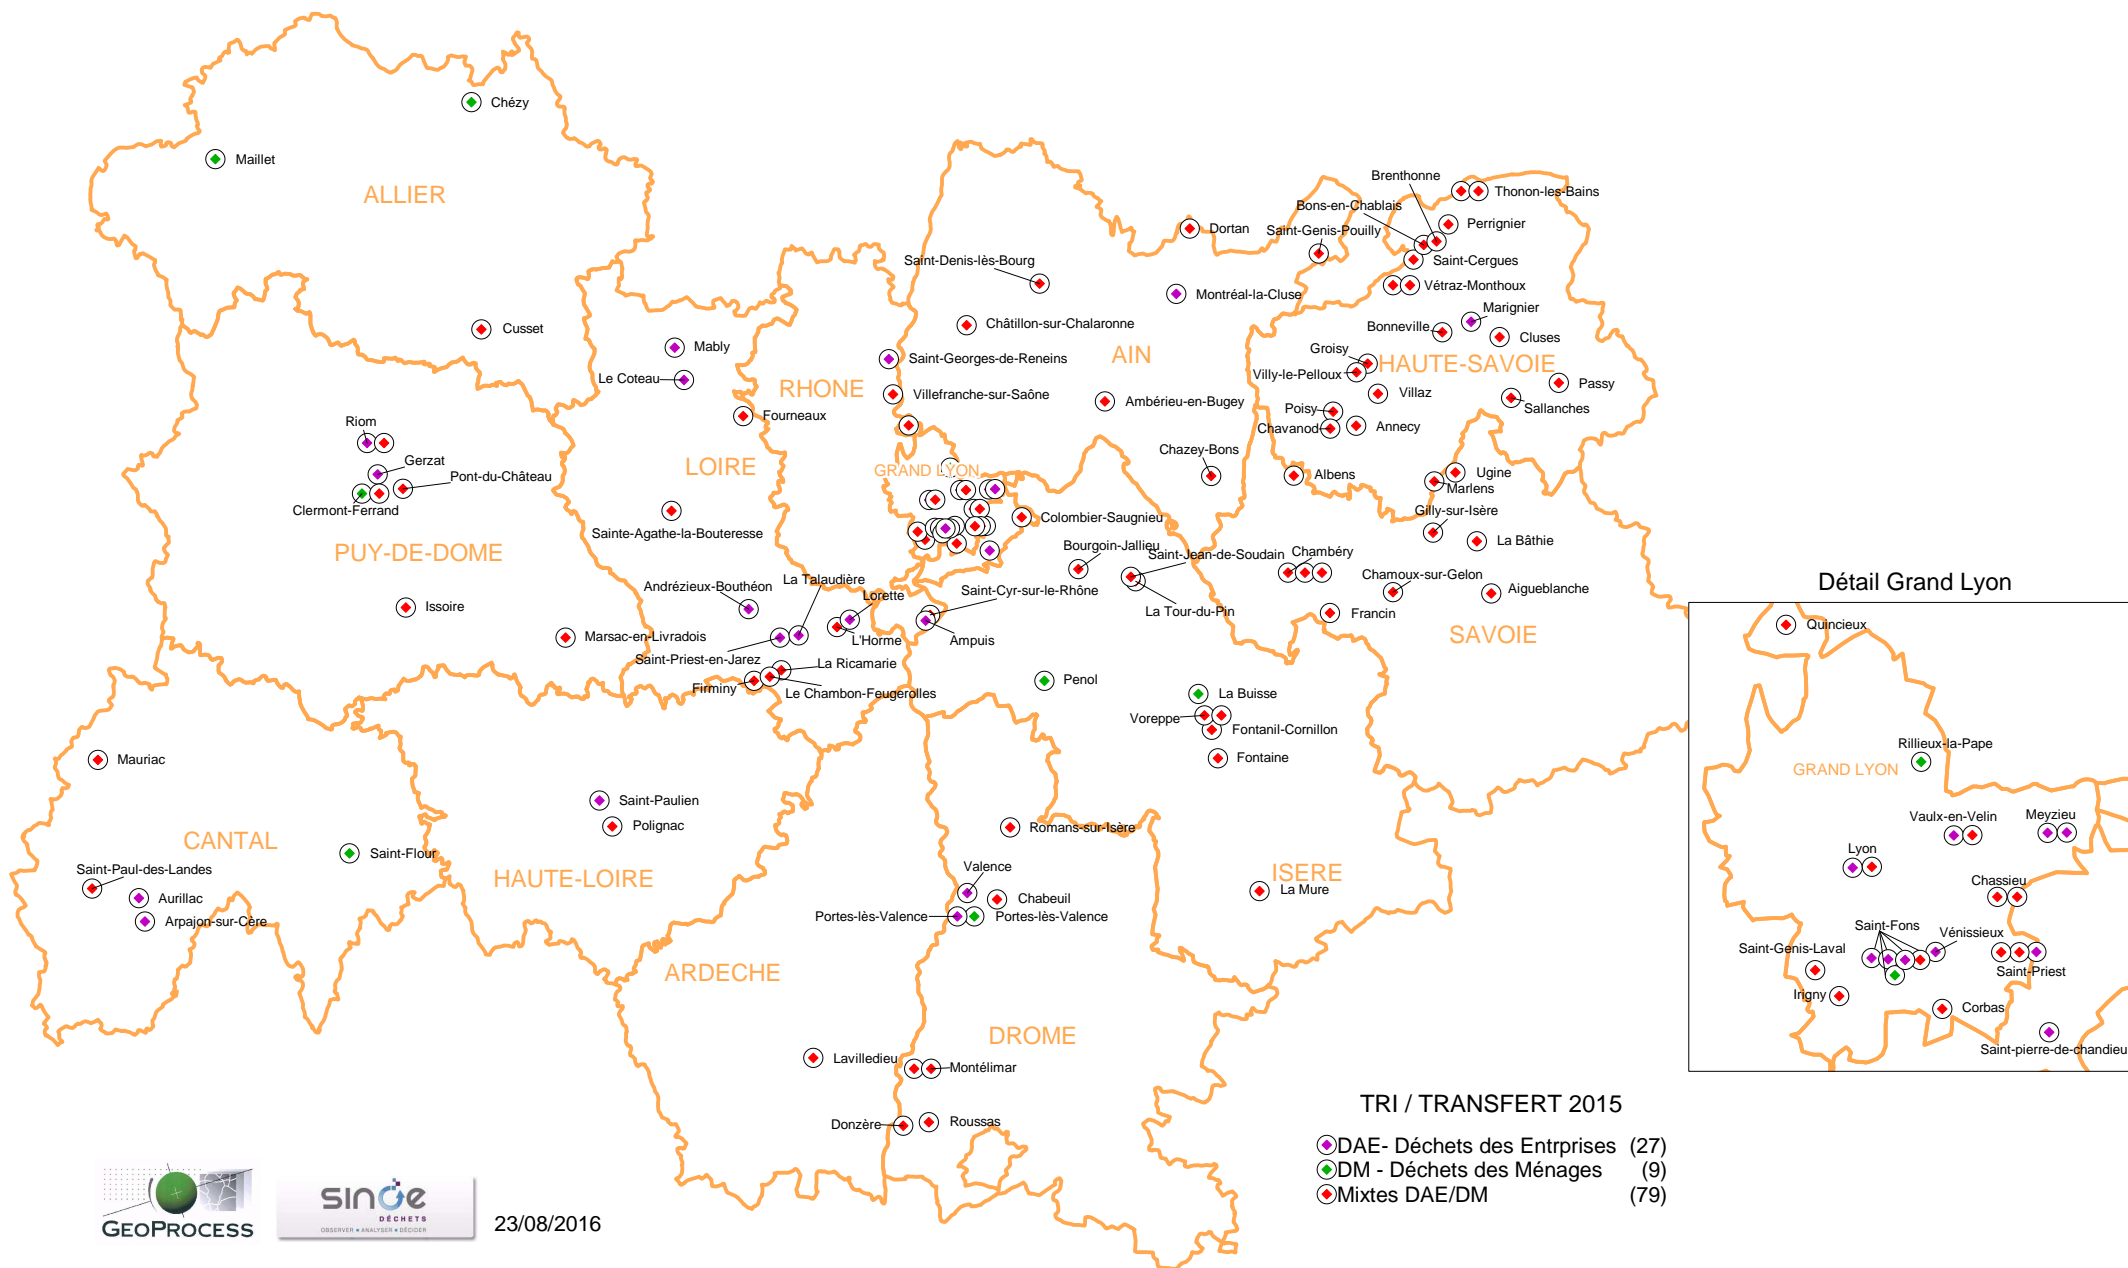 Chézy
Maillet
ALLIER
Cusset
Brenthonne
Thonon-les-Bains
Bons-en-Chablais
Perrignier
Dortan
Saint-Genis-Pouilly
Saint-Cergues
Saint-Denis-lès-Bourg
Vétraz-Monthoux
Montréal-la-Cluse
Marignier
Châtillon-sur-Chalaronne
Bonneville
Cluses
Mably
Groisy
AIN
HAUTE-SAVOIE
Saint-Georges-de-Reneins
Villy-le-Pelloux
Le Coteau
RHONE
Passy
Villefranche-sur-Saône
Ambérieu-en-Bugey
Villaz
Sallanches
Poisy
Fourneaux
Chavanod
Annecy
Riom
Gerzat
LOIRE
GRAND LYON
Chazey-Bons
Albens
Ugine
Pont-du-Château
Marlens
Clermont-Ferrand
Colombier-Saugnieu
Gilly-sur-Isère
Sainte-Agathe-la-Bouteresse
La Bâthie
Bourgoin-Jallieu
Saint-Jean-de-Soudain
Chambéry
PUY-DE-DOME
La Talaudière
Andrézieux-Bouthéon
Chamoux-sur-Gelon
Aigueblanche
Lorette
Saint-Cyr-sur-le-Rhône
La Tour-du-Pin
Issoire
Francin
Marsac-en-Livradois
L'Horme
Ampuis
SAVOIE
Saint-Priest-en-Jarez
La Ricamarie
Firminy
Le Chambon-Feugerolles
Penol
La Buisse
Voreppe
Fontanil-Cornillon
Fontaine
Mauriac
Saint-Paulien
Polignac
Romans-sur-Isère
CANTAL
Saint-Flour
Saint-Paul-des-Landes
HAUTE-LOIRE
Valence
ISERE
La Mure
Aurillac
Chabeuil
Arpajon-sur-Cère
Portes-lès-Valence
Portes-lès-Valence
ARDECHE
DROME
Lavilledieu
Montélimar
Donzère
Roussas
Détail Grand Lyon
Quincieux
Rillieux-la-Pape
GRAND LYON
Vaulx-en-Velin
Meyzieu
Lyon
Chassieu
Saint-Fons
Vénissieux
Saint-Genis-Laval
Saint-Priest
Irigny
Corbas
Saint-pierre-de-chandieu
TRI / TRANSFERT 2015
DAE- Déchets des Entrprises (27)
DM - Déchets des Ménages (9)
Mixtes DAE/DM (79)
GEOPROCESS
sinoe
DÉCHETS
OBSERVER ■ ANALYSER ■ DÉCIDER
23/08/2016